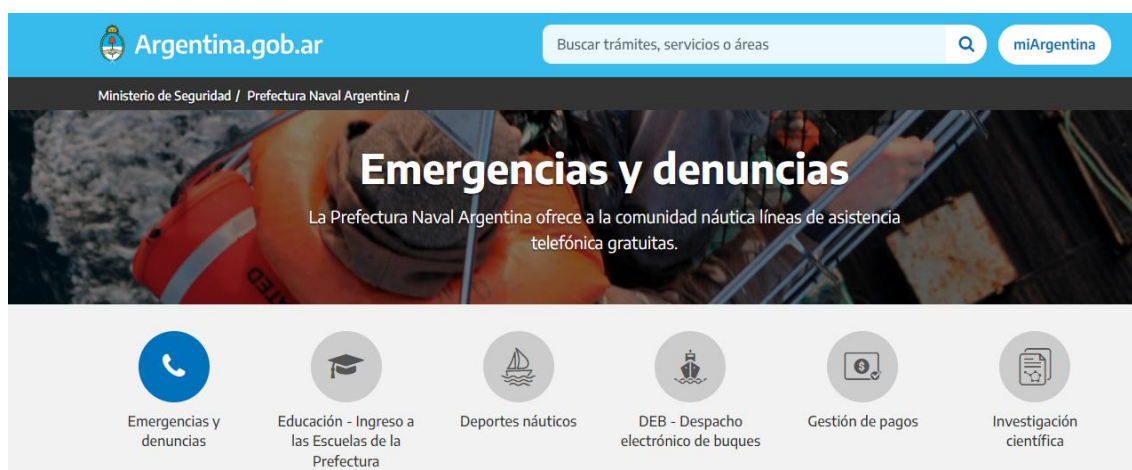 Argentina.gob.ar
Buscar trámites, servicios o áreas
miArgentina
Ministerio de Seguridad / Prefectura Naval Argentina /
Emergencias y denuncias
La Prefectura Naval Argentina ofrece a la comunidad náutica líneas de asistencia
telefónica gratuitas.
Emergencias y
denuncias
Educación - Ingreso a
las Escuelas de la
Prefectura
Deportes náuticos
DEB - Despacho
electrónico de buques
Gestión de pagos
Investigación
científica